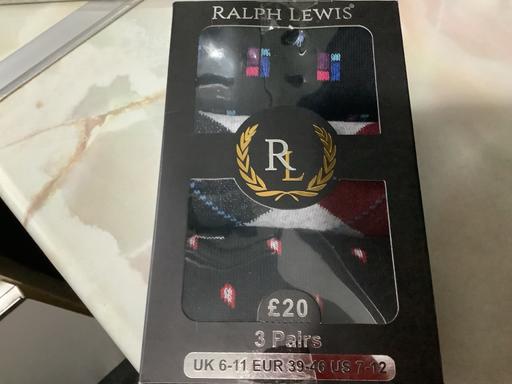 RALPH LEWIS®
RL
£20
3 Pairs
UK 6-11 EUR 39-46 US 7-12